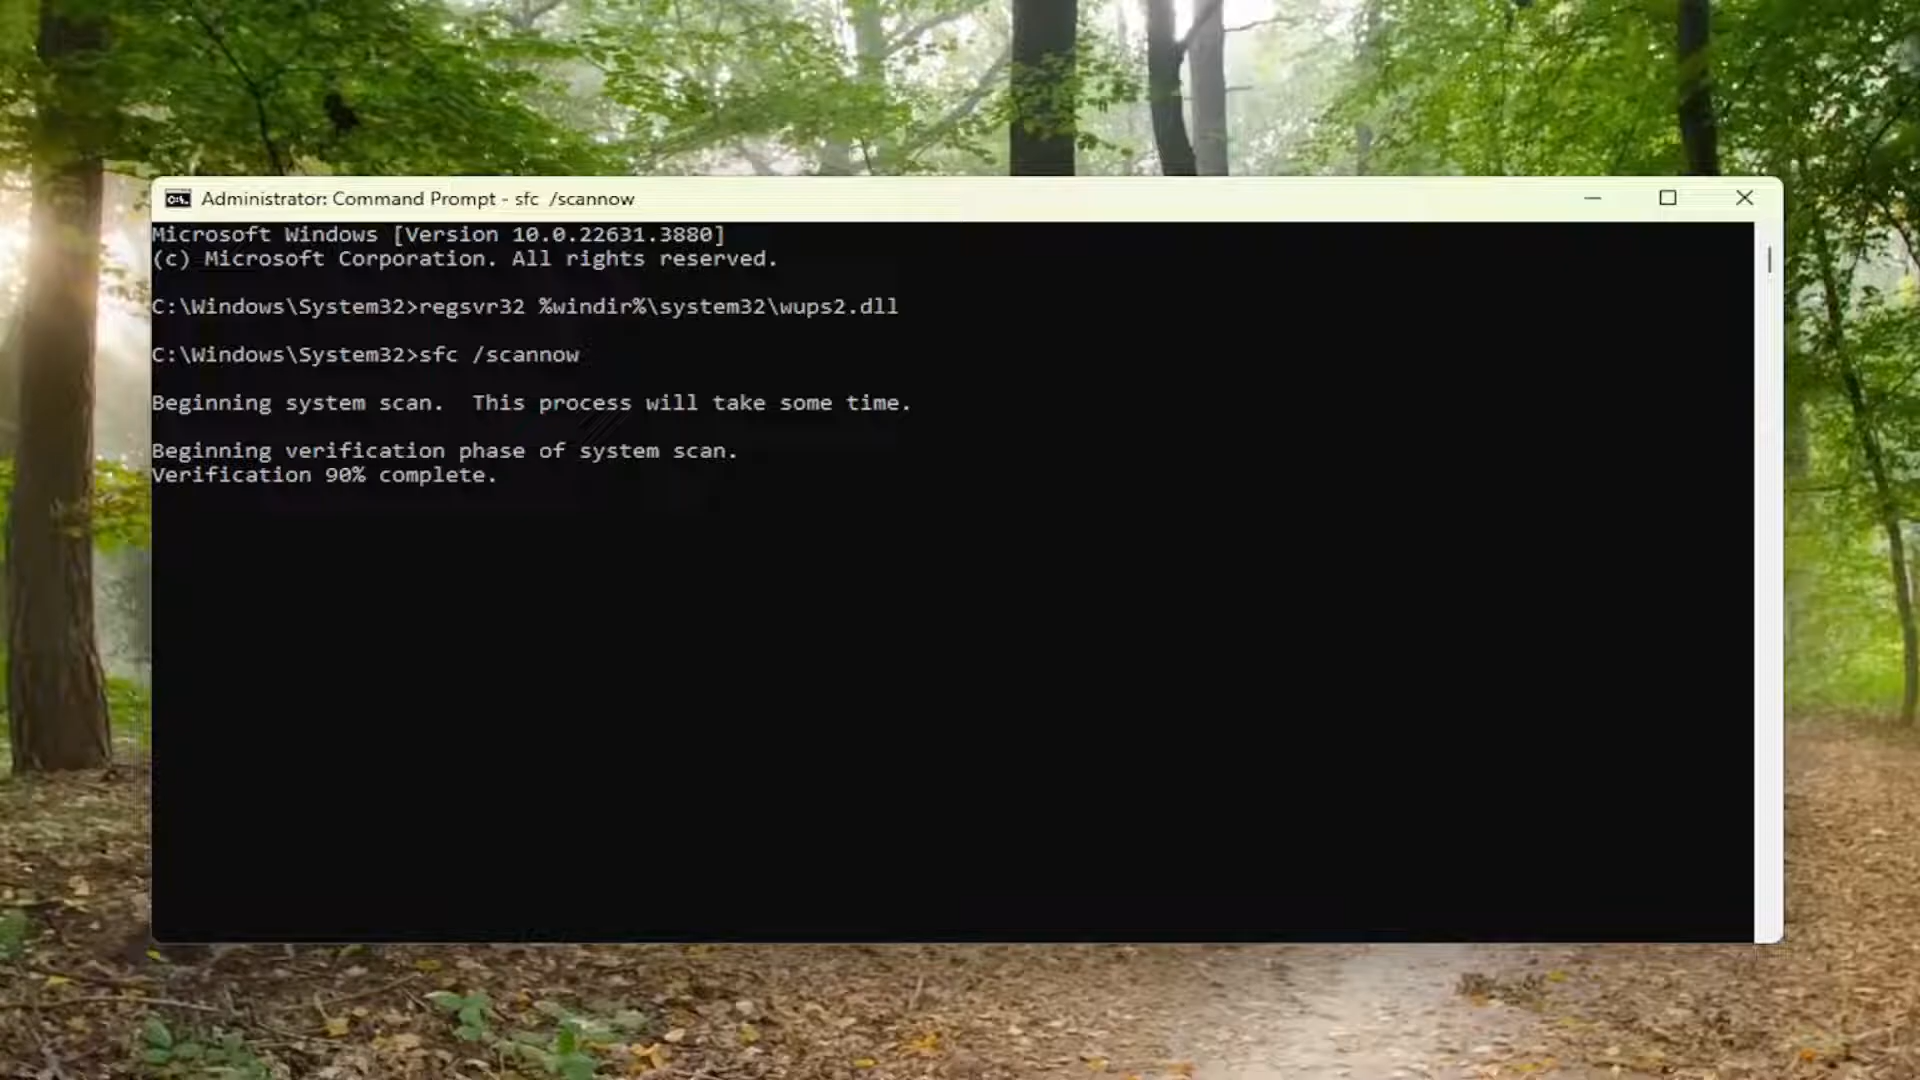 Administrator: Command Prompt - sfc  /scannow
Microsoft Windows [Version 10.0.22631.3880]
(c) Microsoft Corporation. All rights reserved.
C:\Windows\System32>regsvr32 %windir%\system32\wups2.dll
C:\Windows\System32>sfc /scannow
Beginning system scan.  This process will take some time.
Beginning verification phase of system scan.
Verification 90% complete.